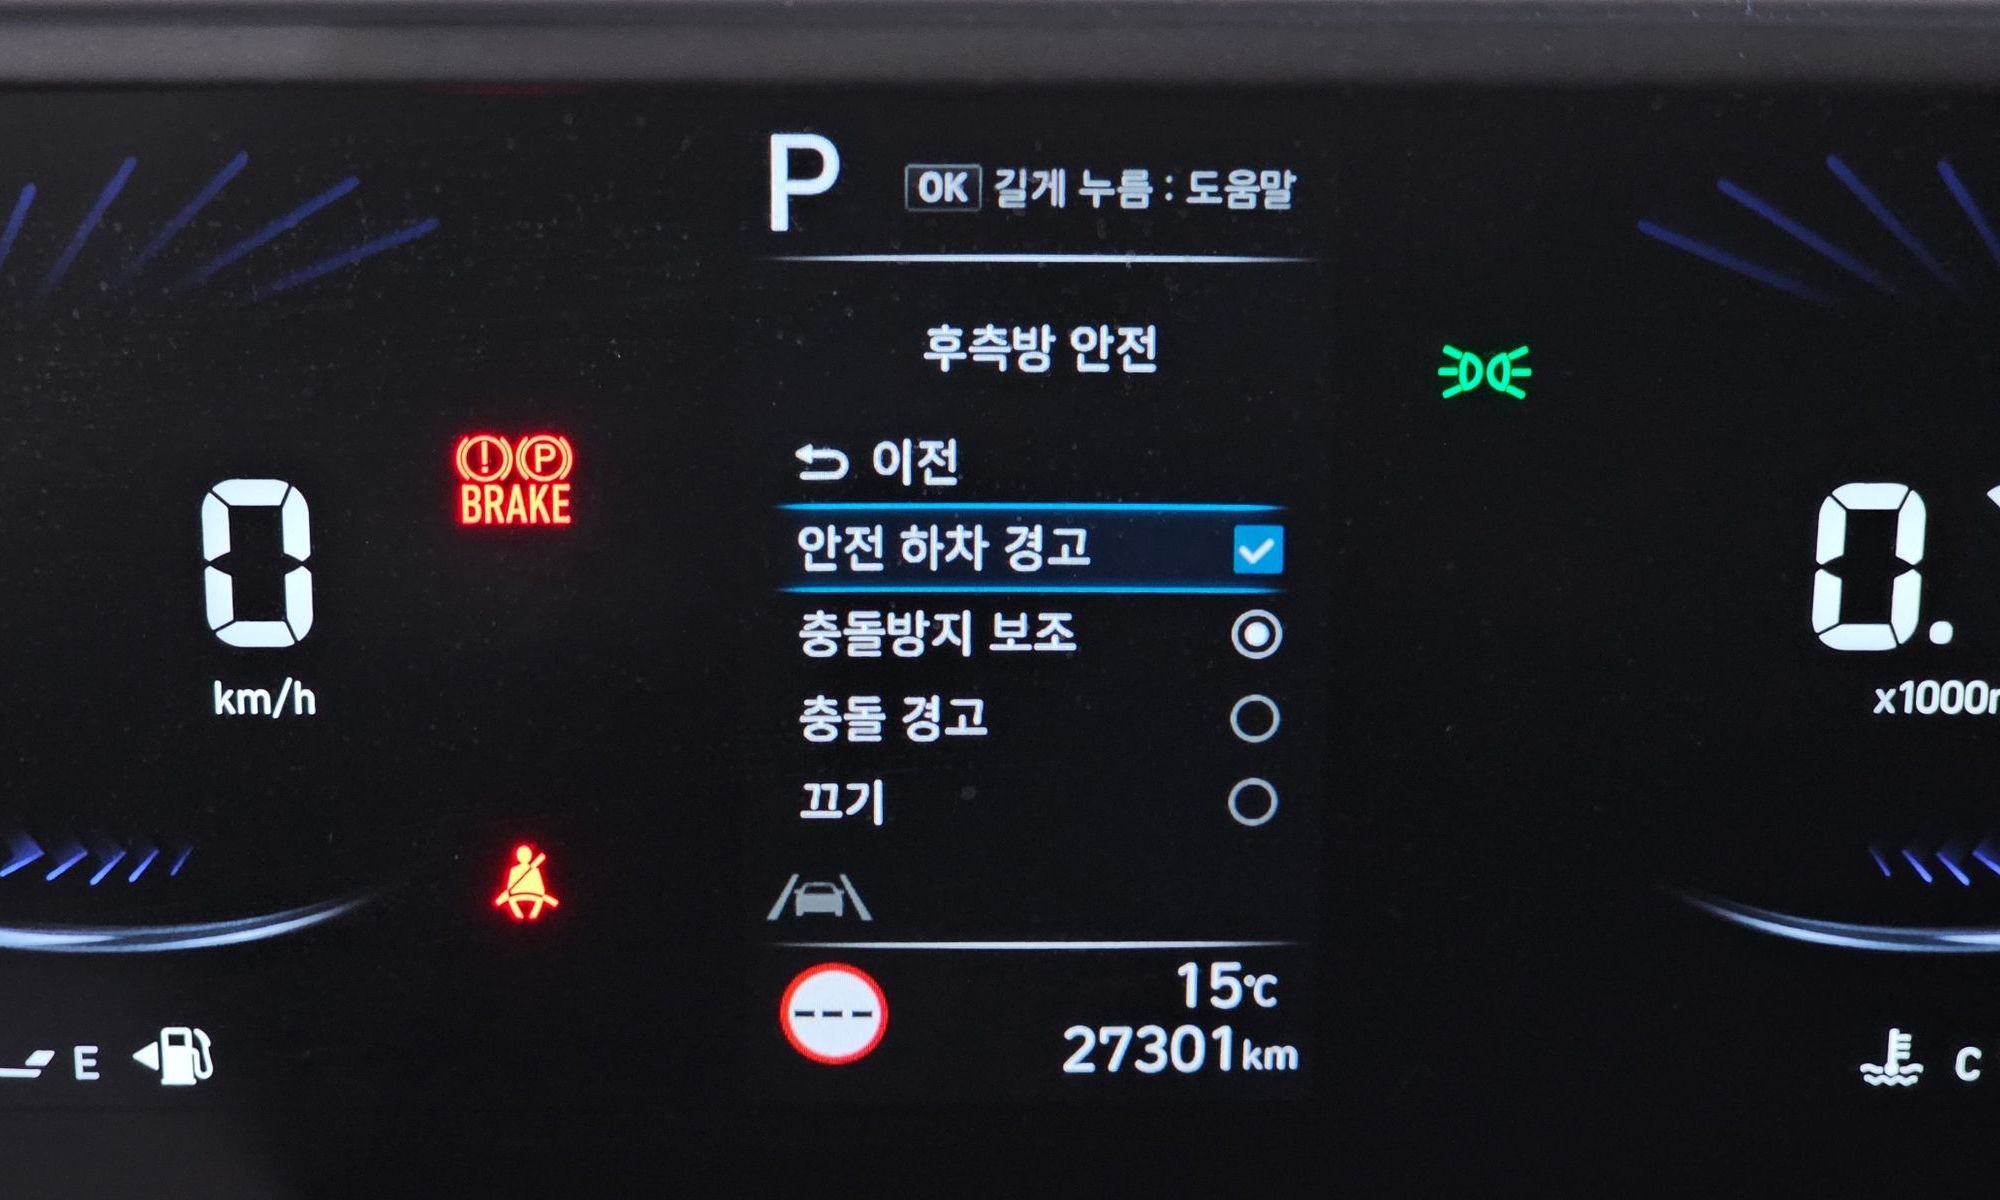 P
OK 길게 누름 : 도움말
후측방 안전
이전
안전 하차 경고
충돌방지 보조
충돌 경고
끄기
BRAKE
0
km/h
0.
---
15℃
27301km
E
C